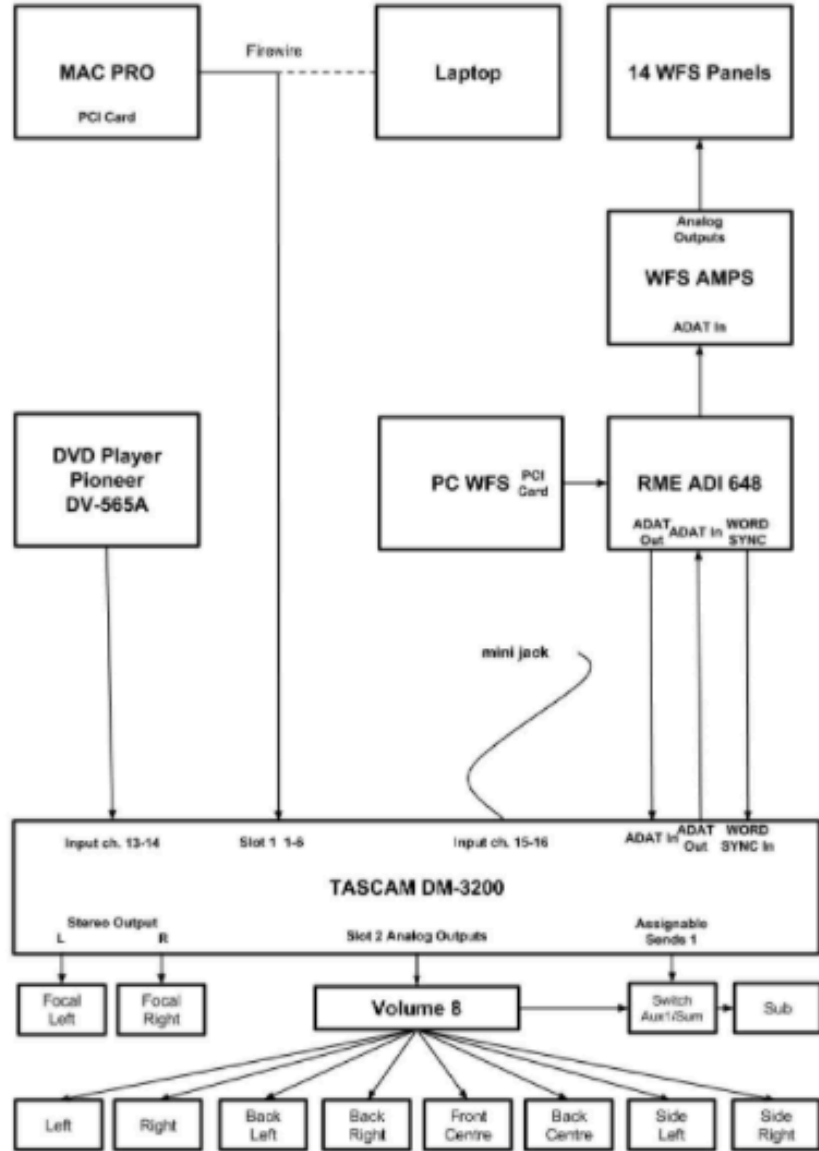 Firewire
MAC PRO
PCI Card
Laptop
14 WFS Panels
Analog
Outputs
WFS AMPS
ADAT In
DVD Player
Pioneer
DV-565A
PC WFS
PCI
Card
RME ADI 648
ADAT
Out
ADAT In
WORD
SYNC
mini jack
Input ch. 13-14
Slot 1 1-6
Input ch. 15-16
ADAT In
ADAT
Out
WORD
SYNC In
TASCAM DM-3200
Stereo Output
L
R
Slot 2 Analog Outputs
Assignable
Sends 1
Focal
Left
Focal
Right
Volume 8
Switch
Aux1/Sum
Sub
Left
Right
Back
Left
Back
Right
Front
Centre
Back
Centre
Side
Left
Side
Right